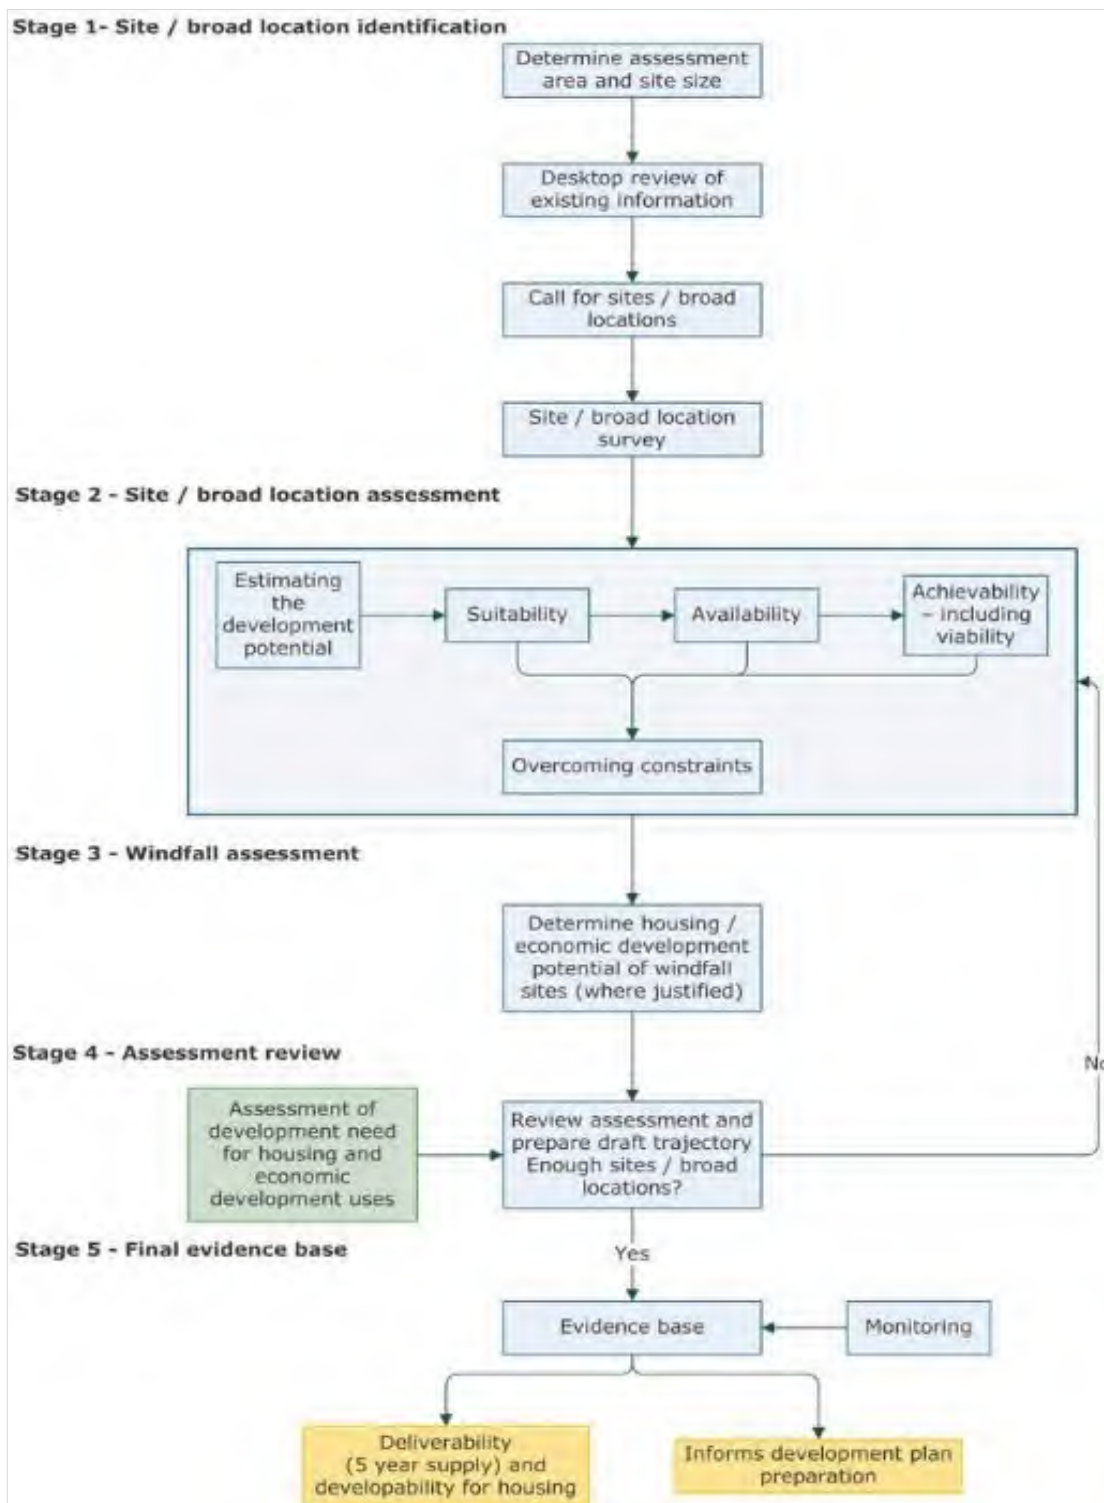 Stage 1- Site / broad location identification
Determine assessment
area and site size
Desktop review of
existing information
Call for sites / broad
locations
Site / broad location
survey
Stage 2 - Site / broad location assessment
Estimating
the
development
potential
Suitability
Availability
Achievability
– including
viability
Overcoming constraints
Stage 3 - Windfall assessment
Determine housing /
economic development
potential of windfall
sites (where justified)
Stage 4 - Assessment review
No
Assessment of
development need
for housing and
economic
development uses
Review assessment and
prepare draft trajectory
Enough sites / broad
locations?
Stage 5 - Final evidence base
Yes
Evidence base
Monitoring
Deliverability
(5 year supply) and
developability for housing
Informs development plan
preparation